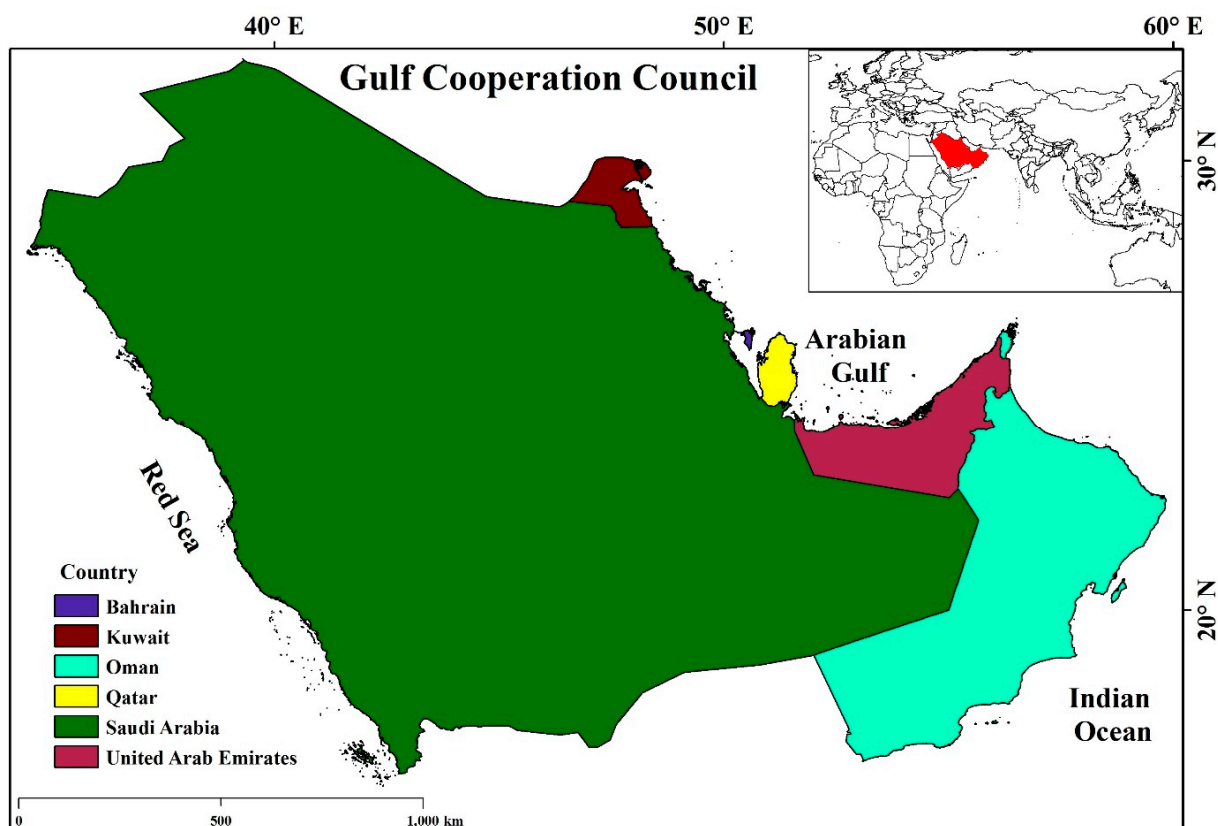 40° E 50° E 60° E
Gulf Cooperation Council
30° N
Arabian
Gulf
Red Sea
20° N
Country
Bahrain
Kuwait
Oman
Qatar
Saudi Arabia
United Arab Emirates
Indian
Ocean
0 500 1,000 km